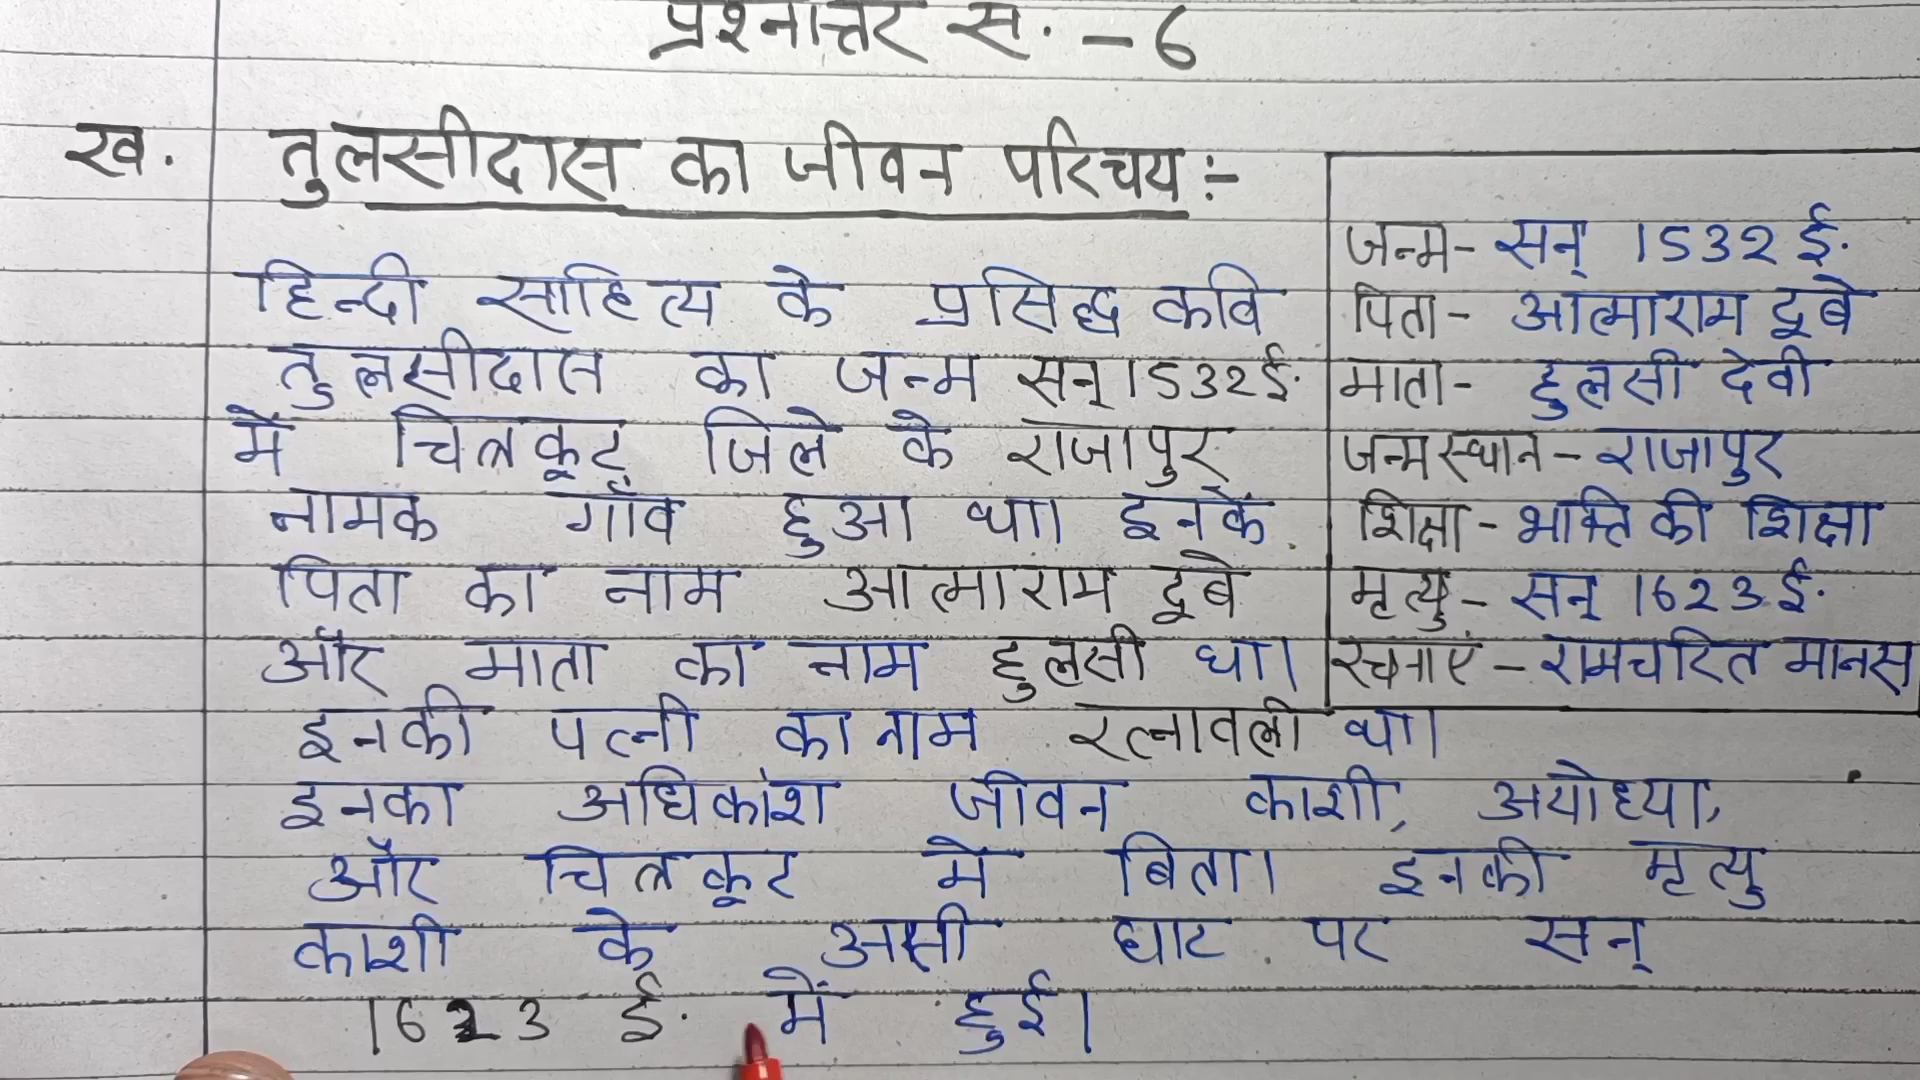 प्रश्नोत्तर सं. - 6
ख. तुलसीदास का जीवन परिचय :-
हिन्दी साहित्य के प्रसिद्ध कवि
तुलसीदास का जन्म सन् 1532 ई.
में चित्रकूट जिले के राजापुर
नामक गाँव हुआ था। इनके
पिता का नाम आत्माराम दूबे
और माता का नाम हुलसी था।
इनकी पत्नी का नाम रत्नावली था।
इनका अधिकांश जीवन काशी, अयोध्या,
और चित्रकूट में बिता। इनकी मृत्यु
काशी के असी घाट पर सन्
1623 ई. में हुई।
जन्म - सन् 1532 ई.
पिता - आत्माराम दूबे
माता - हुलसी देवी
जन्मस्थान - राजापुर
शिक्षा - भक्ति की शिक्षा
मृत्यु - सन् 1623 ई.
रचनाएं - रामचरित मानस